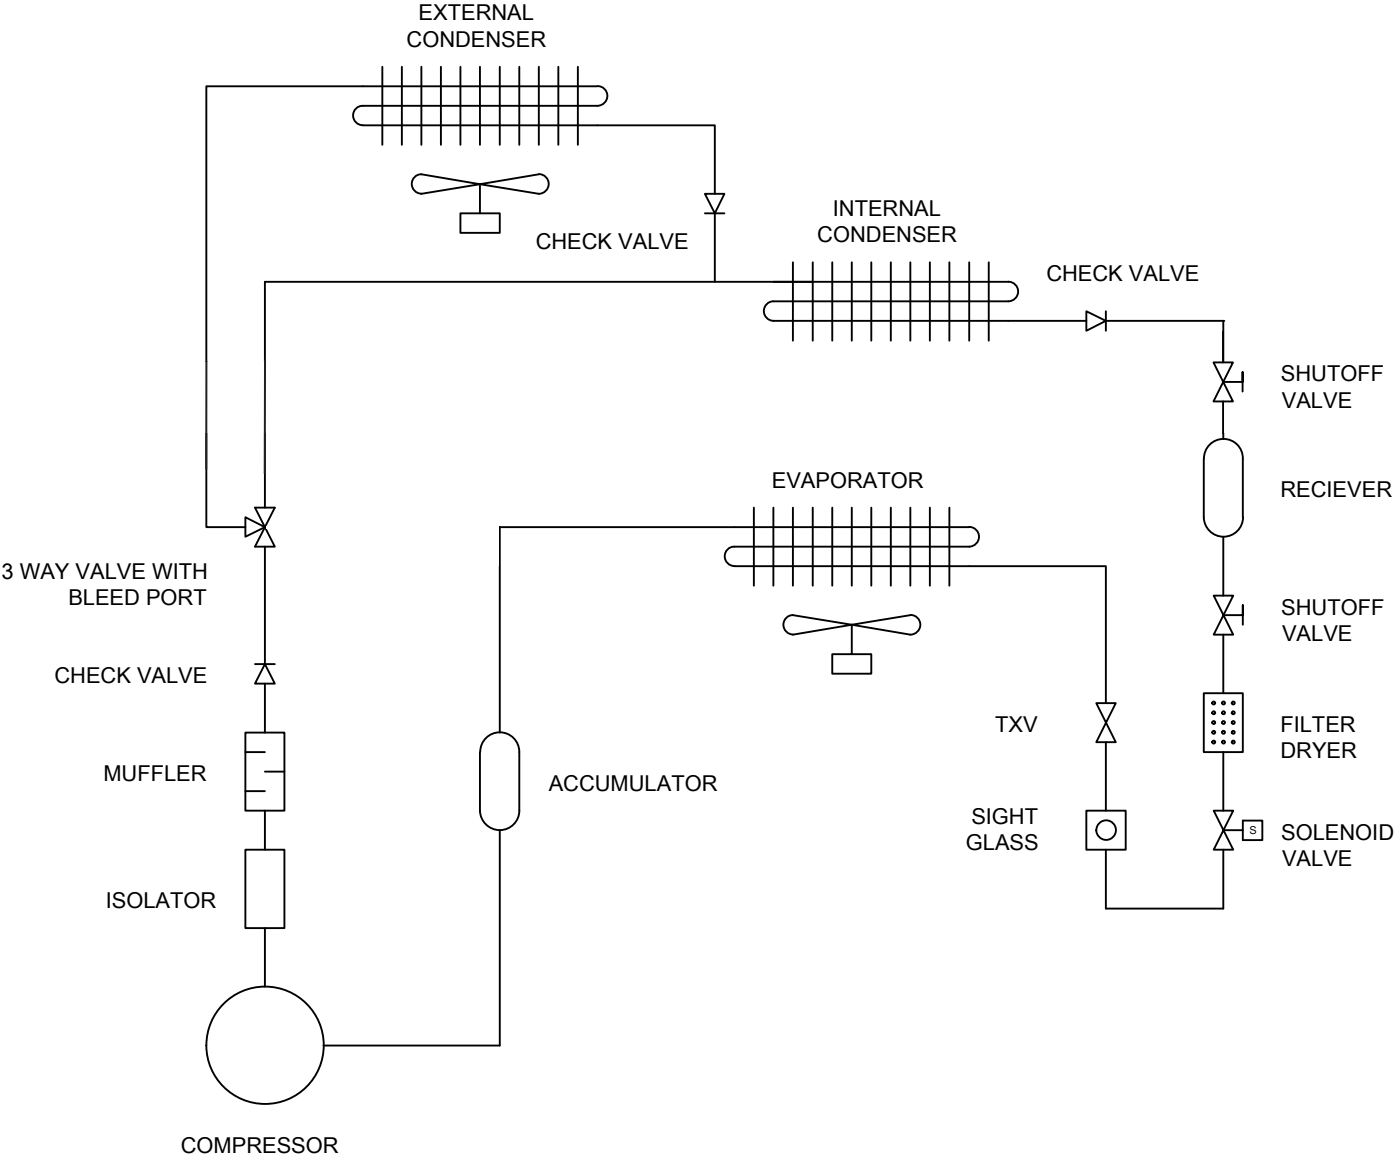 EXTERNAL
CONDENSER
CHECK VALVE
INTERNAL
CONDENSER
CHECK VALVE
SHUTOFF
VALVE
RECIEVER
EVAPORATOR
3 WAY VALVE WITH
BLEED PORT
SHUTOFF
VALVE
CHECK VALVE
TXV
FILTER
DRYER
MUFFLER
ACCUMULATOR
SIGHT
GLASS
S
SOLENOID
VALVE
ISOLATOR
COMPRESSOR